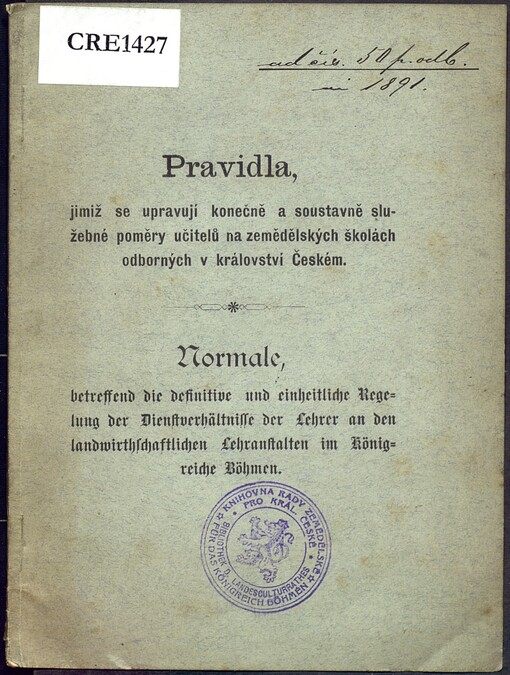 CRE1427
ad čís. 50 p. odb.
1891.
Pravidla,
jimiž se upravují konečně a soustavně slu-
žebné poměry učitelů na zemědělských školách
odborných v království Českém.
Normale,
betreffend die definitive und einheitliche Rege-
lung der Dienstverhältnisse der Lehrer an den
landwirthschaftlichen Lehranstalten im König-
reiche Böhmen.
KNIHOVNA RADY ZEMĚDĚLSKÉ
PRO KRÁL. ČESKÉ
BIBLIOTHEK D. LANDESCULTURRATHES
FÜR DAS KÖNIGREICH BÖHMEN